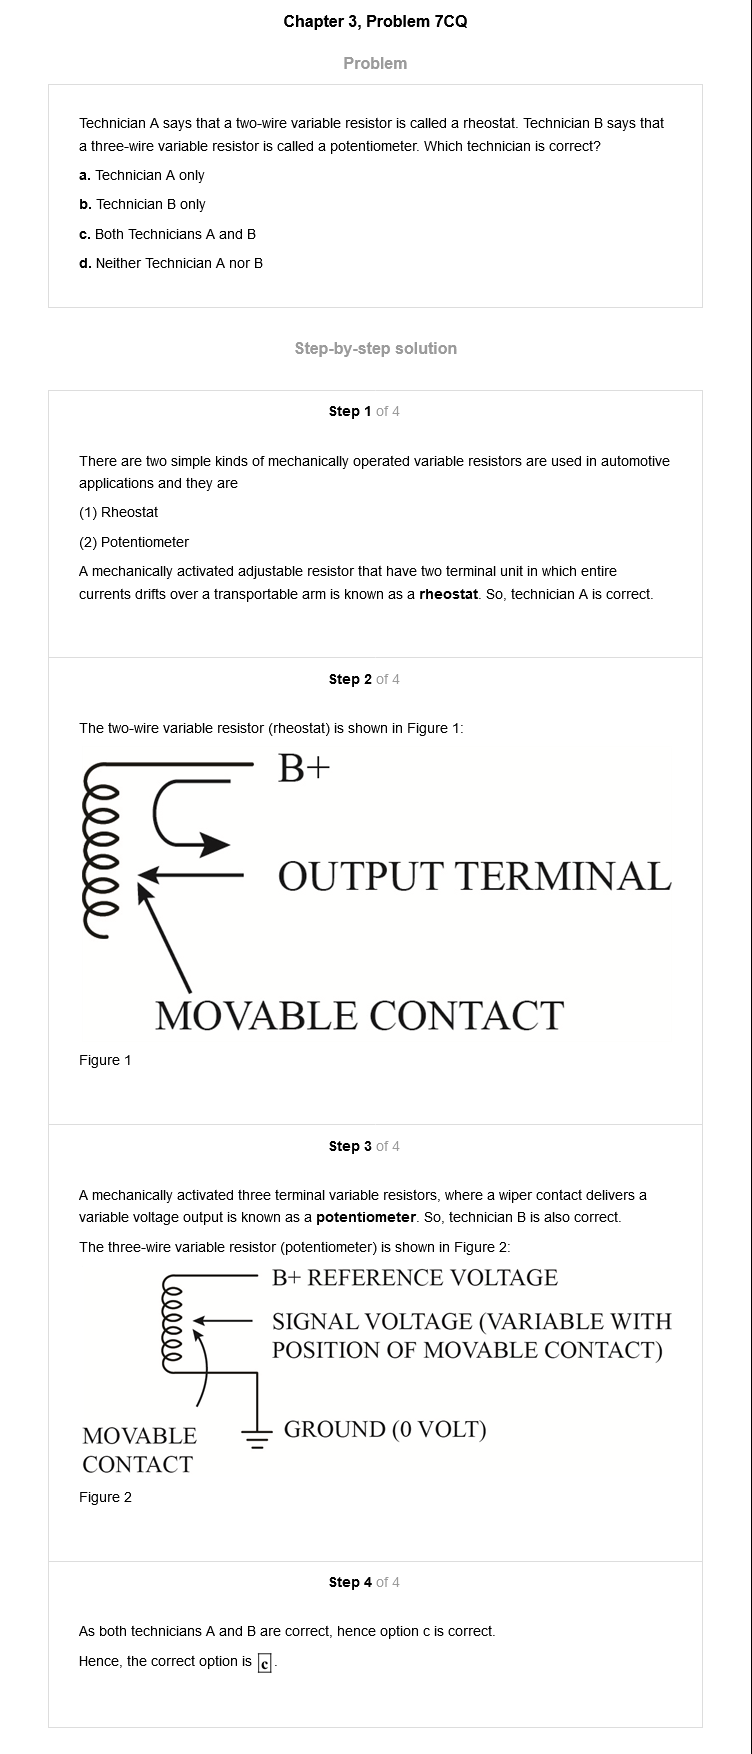 Chapter 3, Problem 7CQ
Problem
Technician A says that a two-wire variable resistor is called a rheostat. Technician B says that
a three-wire variable resistor is called a potentiometer. Which technician is correct?
a. Technician A only
b. Technician B only
c. Both Technicians A and B
d. Neither Technician A nor B
Step-by-step solution
Step 1 of 4
There are two simple kinds of mechanically operated variable resistors are used in automotive
applications and they are
(1) Rheostat
(2) Potentiometer
A mechanically activated adjustable resistor that have two terminal unit in which entire
currents drifts over a transportable arm is known as a rheostat. So, technician A is correct.
Step 2 of 4
The two-wire variable resistor (rheostat) is shown in Figure 1:
B+
OUTPUT TERMINAL
MOVABLE CONTACT
Figure 1
Step 3 of 4
A mechanically activated three terminal variable resistors, where a wiper contact delivers a
variable voltage output is known as a potentiometer. So, technician B is also correct.
The three-wire variable resistor (potentiometer) is shown in Figure 2:
B+ REFERENCE VOLTAGE
SIGNAL VOLTAGE (VARIABLE WITH
POSITION OF MOVABLE CONTACT)
GROUND (0 VOLT)
MOVABLE
CONTACT
Figure 2
Step 4 of 4
As both technicians A and B are correct, hence option c is correct.
Hence, the correct option is c.